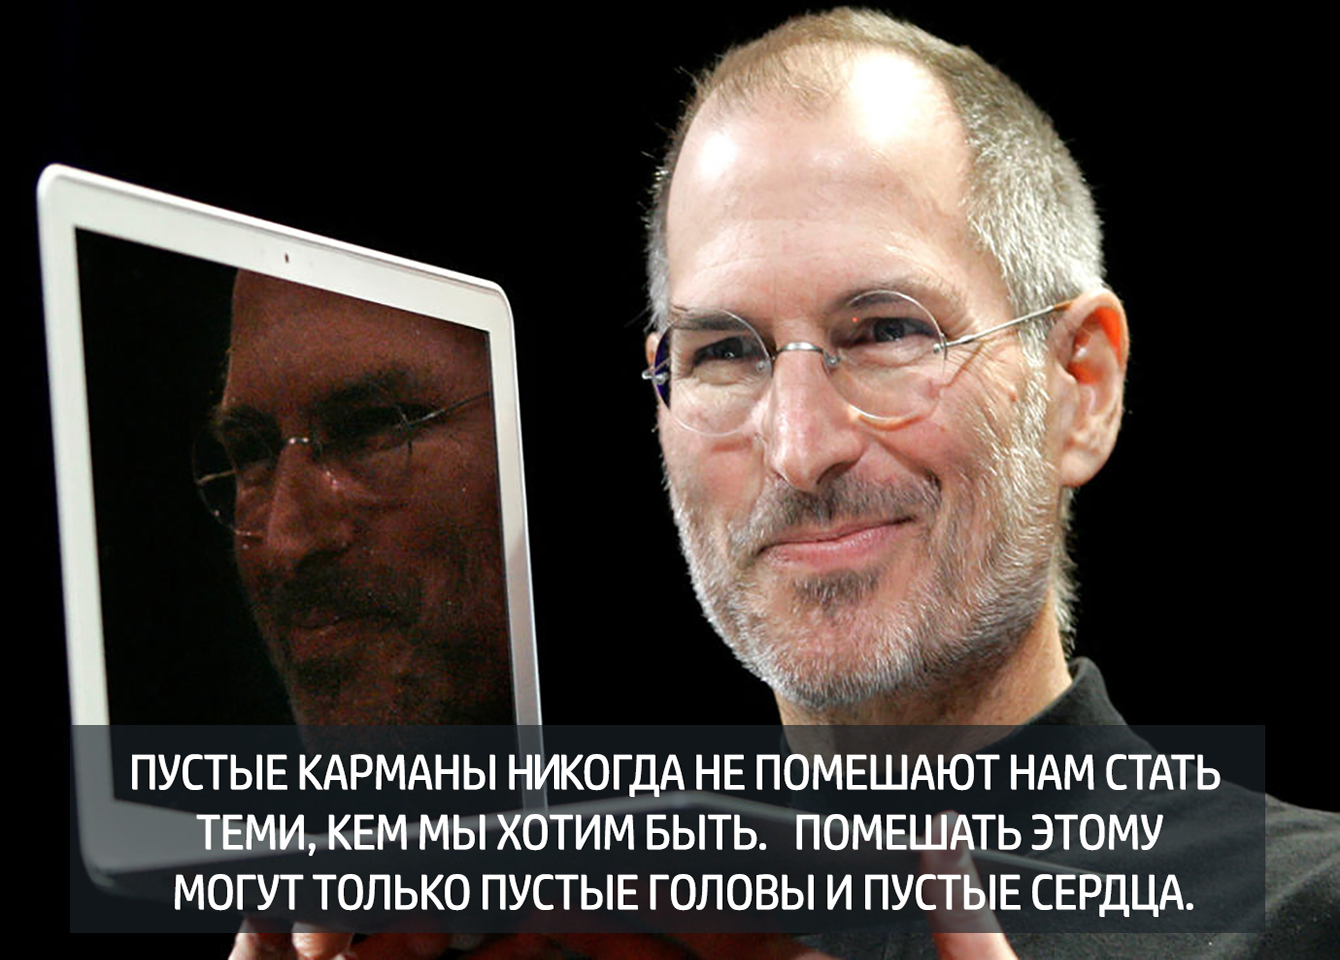 ПУСТЫЕ КАРМАНЫ НИКОГДА НЕ ПОМЕШАЮТ НАМ СТАТЬ
ТЕМИ, КЕМ МЫ ХОТИМ БЫТЬ. ПОМЕШАТЬ ЭТОМУ
МОГУТ ТОЛЬКО ПУСТЫЕ ГОЛОВЫ И ПУСТЫЕ СЕРДЦА.